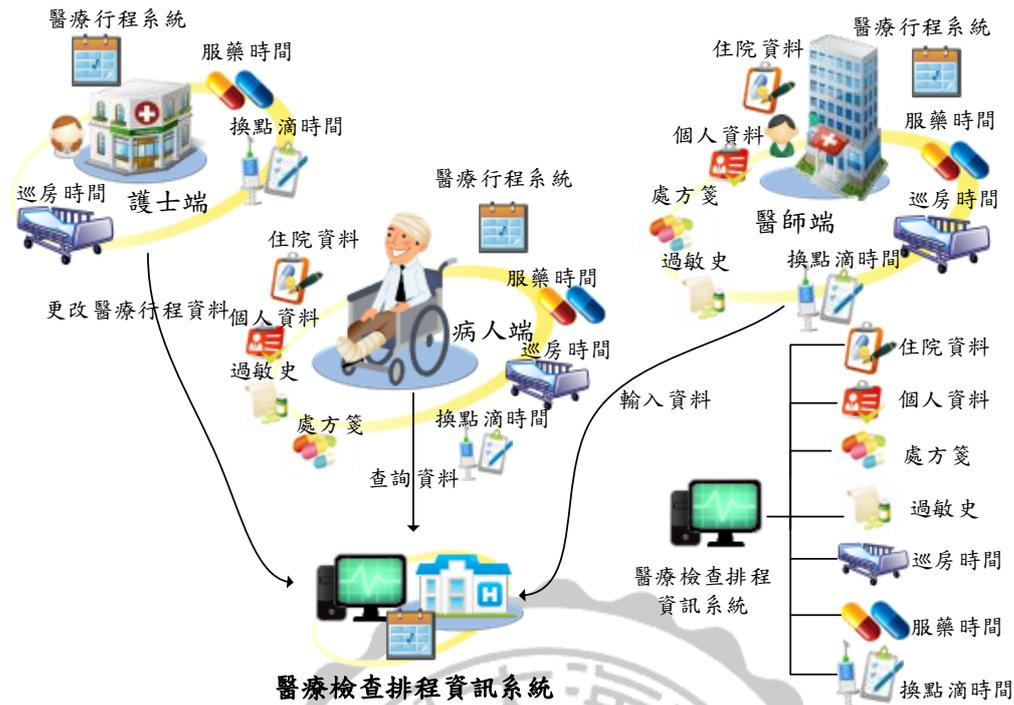 醫療行程系統
服藥時間
換點滴時間
巡房時間
護士端
更改醫療行程資料
醫療行程系統
住院資料
服藥時間
個人資料
病人端
巡房時間
過敏史
處方箋
換點滴時間
查詢資料
醫療行程系統
住院資料
服藥時間
個人資料
處方箋
巡房時間
醫師端
過敏史
換點滴時間
輸入資料
住院資料
個人資料
處方箋
過敏史
巡房時間
服藥時間
換點滴時間
醫療檢查排程
資訊系統
醫療檢查排程資訊系統